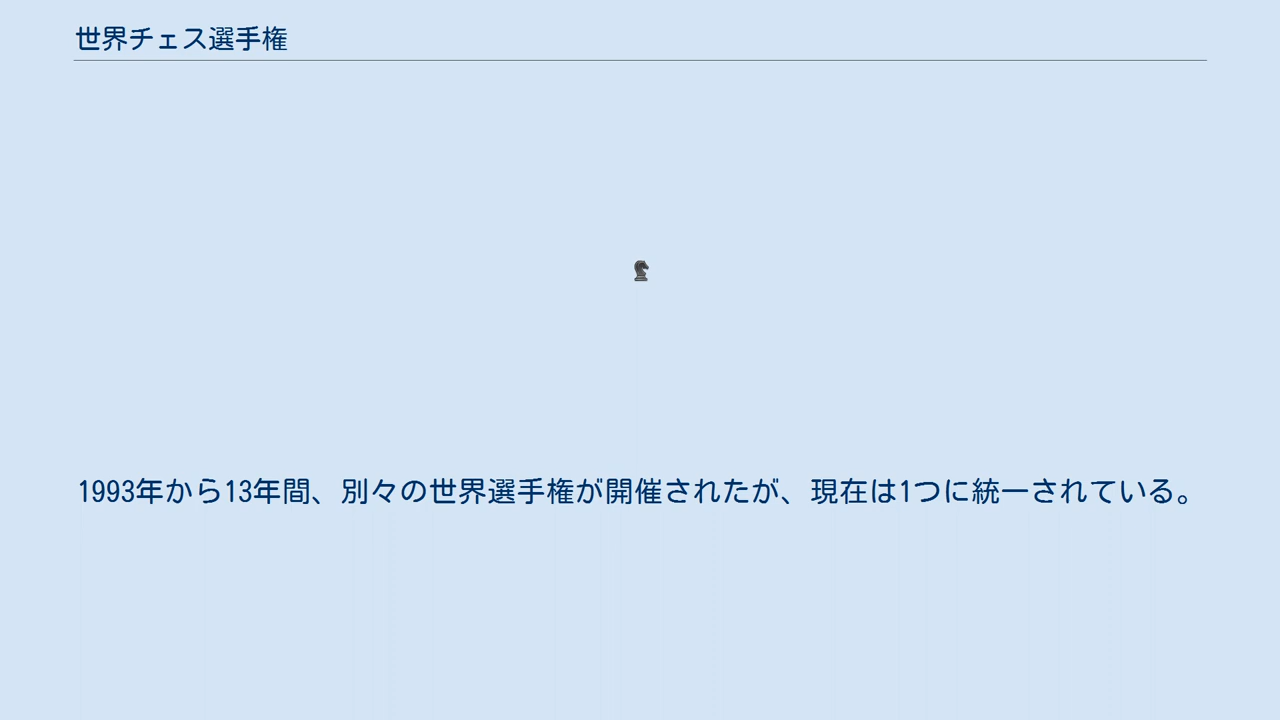 世界チェス選手権
1993年から13年間、別々の世界選手権が開催されたが、現在は1つに統一されている。